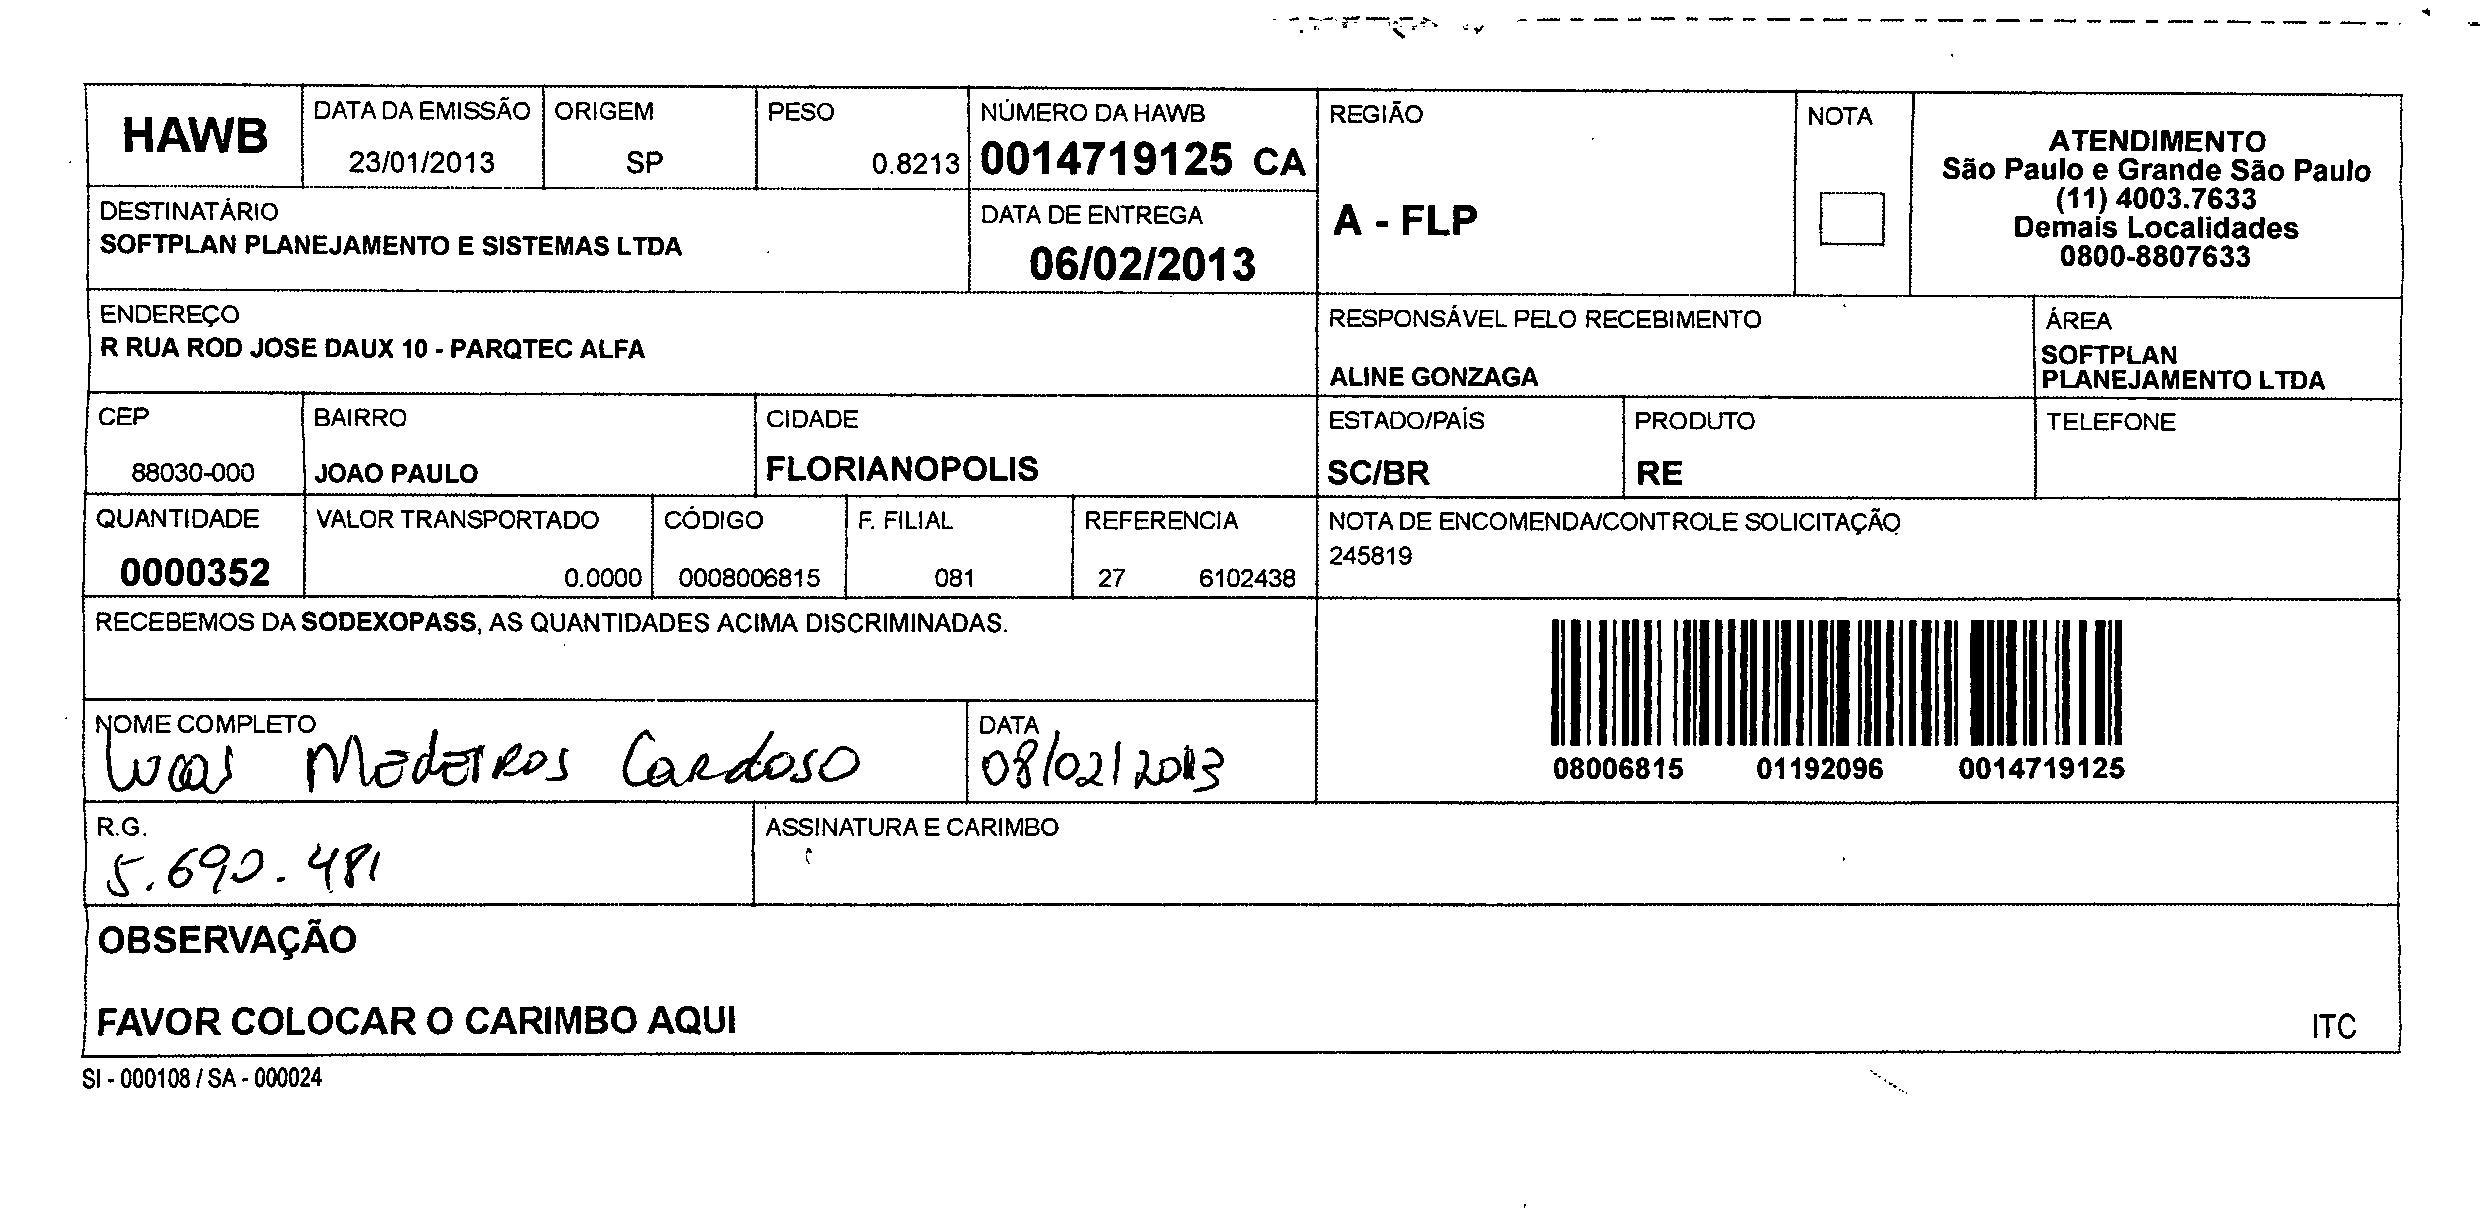 HAWB
DATA DA EMISSÃO
23/01/2013
ORIGEM
SP
PESO
0.8213
NÚMERO DA HAWB
0014719125 CA
REGIÃO
A - FLP
NOTA
ATENDIMENTO
São Paulo e Grande São Paulo
(11) 4003.7633
Demais Localidades
0800-8807633
DESTINATÁRIO
SOFTPLAN PLANEJAMENTO E SISTEMAS LTDA
DATA DE ENTREGA
06/02/2013
ENDEREÇO
R RUA ROD JOSE DAUX 10 - PARQTEC ALFA
RESPONSÁVEL PELO RECEBIMENTO
ALINE GONZAGA
ÁREA
SOFTPLAN
PLANEJAMENTO LTDA
CEP
88030-000
BAIRRO
JOAO PAULO
CIDADE
FLORIANOPOLIS
ESTADO/PAÍS
SC/BR
PRODUTO
RE
TELEFONE
QUANTIDADE
0000352
VALOR TRANSPORTADO
0.0000
CÓDIGO
0008006815
F. FILIAL
081
REFERENCIA
27 6102438
NOTA DE ENCOMENDA/CONTROLE SOLICITAÇÃO
245819
RECEBEMOS DA SODEXOPASS, AS QUANTIDADES ACIMA DISCRIMINADAS.
08006815 01192096 0014719125
NOME COMPLETO
Lucas Medeiros Cardoso
DATA
08/02/2013
R.G.
5.690.481
ASSINATURA E CARIMBO
OBSERVAÇÃO
FAVOR COLOCAR O CARIMBO AQUI
ITC
SI - 000108 / SA - 000024